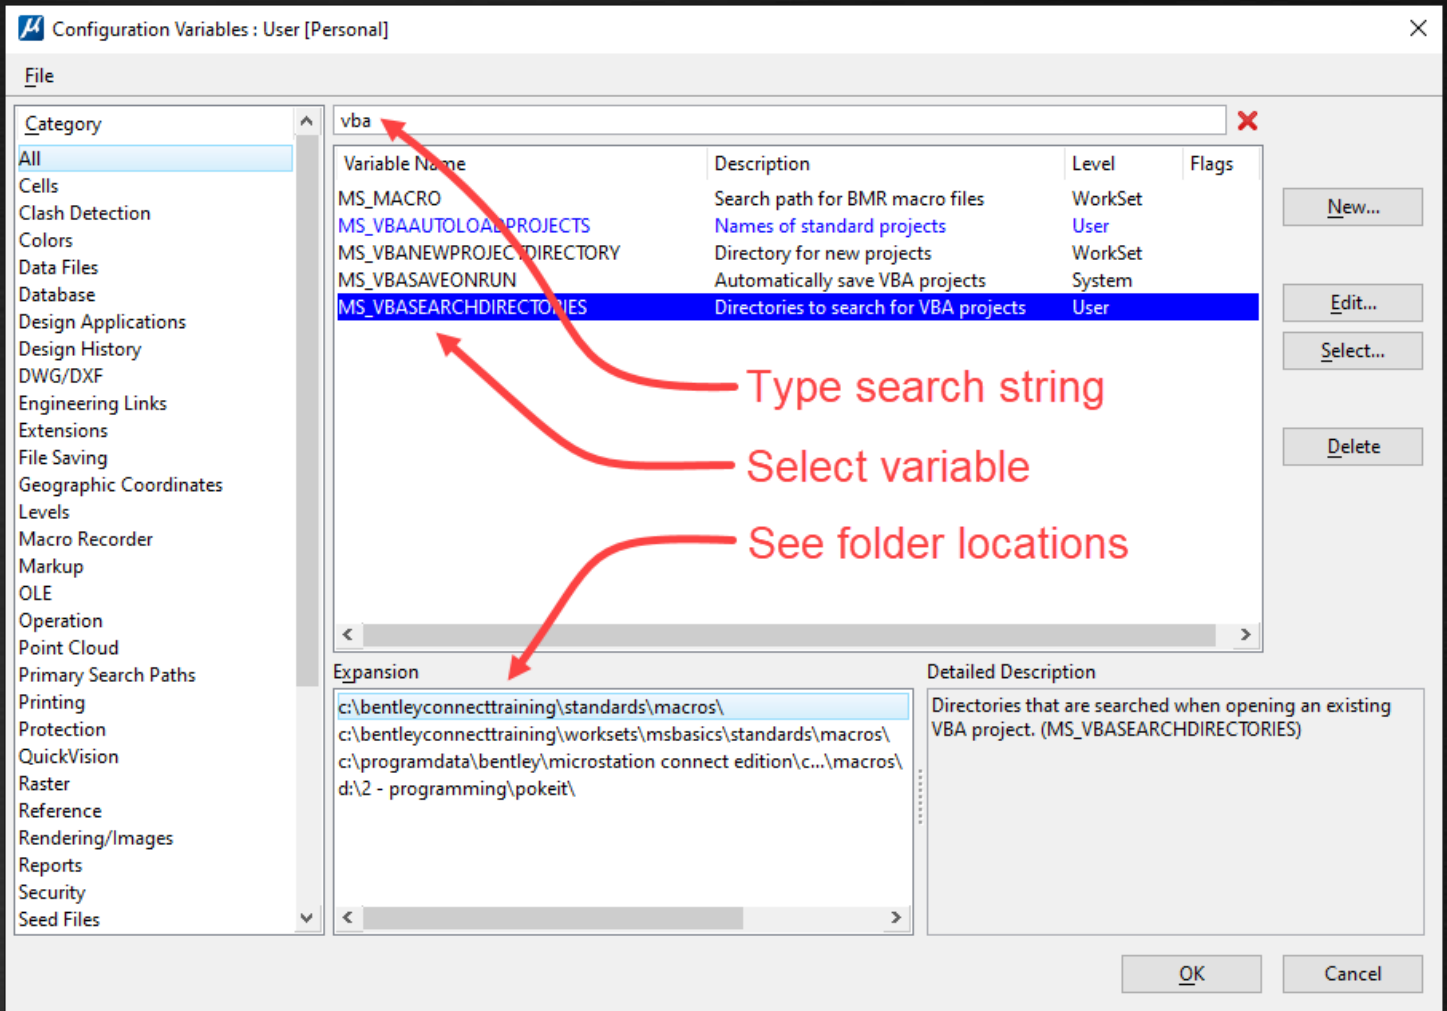 Configuration Variables : User [Personal]
File
Category
All
Cells
Clash Detection
Colors
Data Files
Database
Design Applications
Design History
DWG/DXF
Engineering Links
Extensions
File Saving
Geographic Coordinates
Levels
Macro Recorder
Markup
OLE
Operation
Point Cloud
Primary Search Paths
Printing
Protection
QuickVision
Raster
Reference
Rendering/Images
Reports
Security
Seed Files
vba
Variable Name Description Level Flags
MS_MACRO Search path for BMR macro files WorkSet
MS_VBAAUTOLOADPROJECTS Names of standard projects User
MS_VBANEWPROJECTDIRECTORY Directory for new projects WorkSet
MS_VBASAVEONRUN Automatically save VBA projects System
MS_VBASEARCHDIRECTORIES Directories to search for VBA projects User
Type search string
Select variable
See folder locations
New...
Edit...
Select...
Delete
Expansion
c:\bentleyconnecttraining\standards\macros\
c:\bentleyconnecttraining\worksets\msbasics\standards\macros\
c:\programdata\bentley\microstation connect edition\c...\macros\
d:\2 - programming\pokeit\
Detailed Description
Directories that are searched when opening an existing
VBA project. (MS_VBASEARCHDIRECTORIES)
OK
Cancel